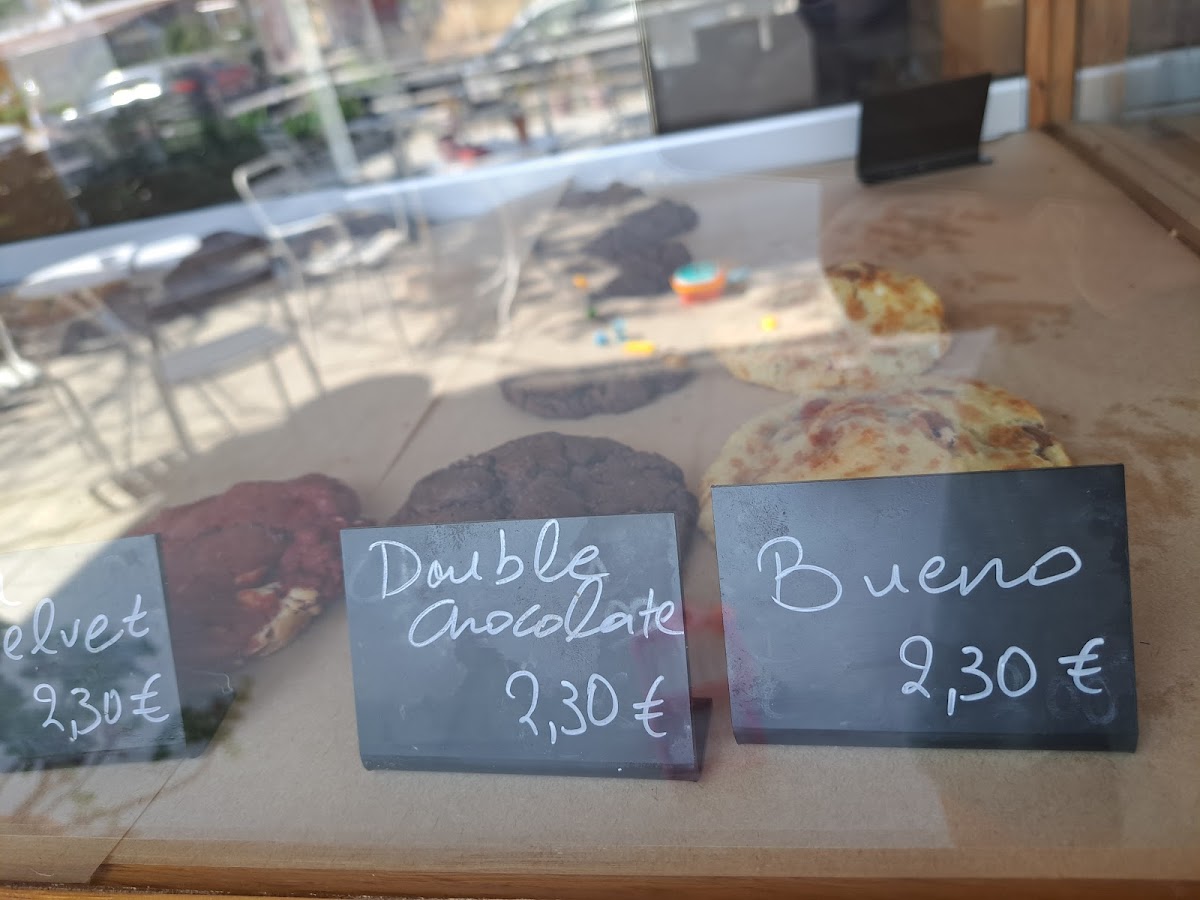 elvet
2,30 €
Double
Chocolate
2,30 €
Bueno
2,30 €